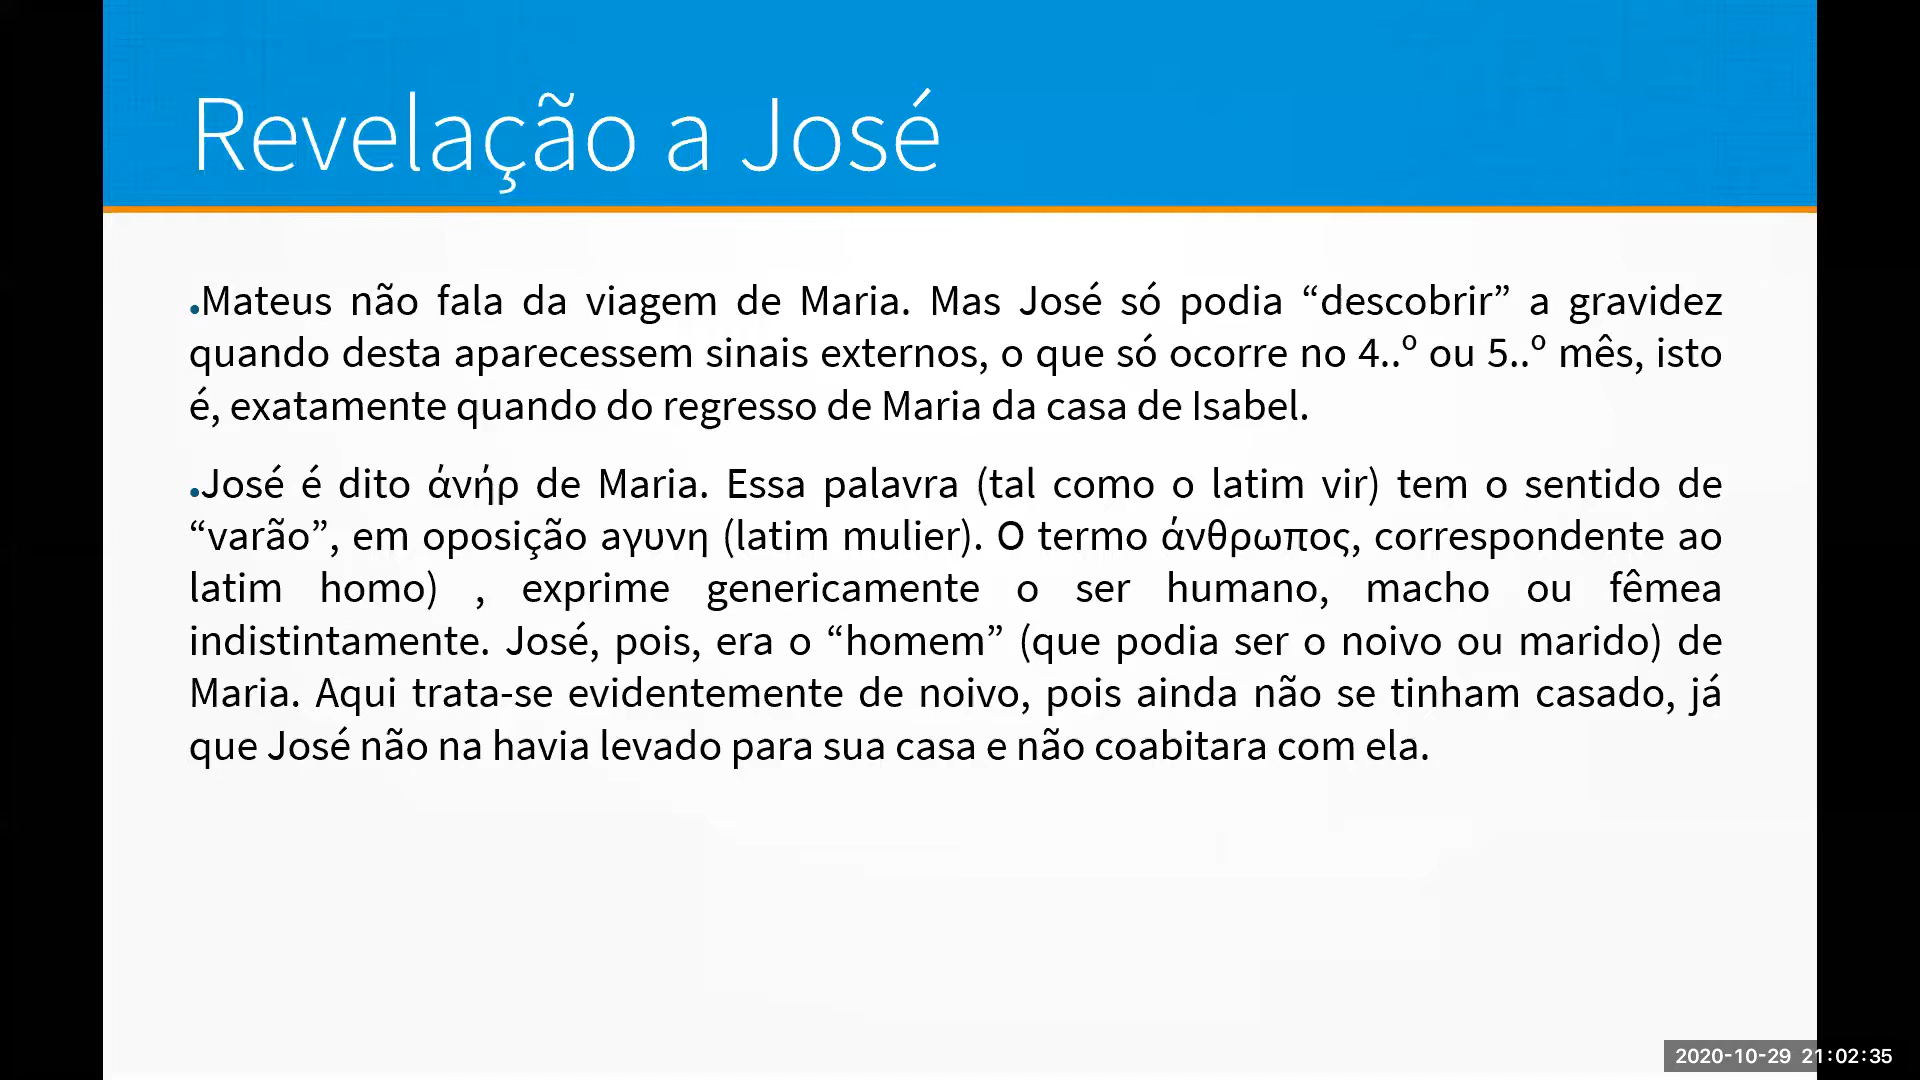 Revelação a José
●Mateus não fala da viagem de Maria. Mas José só podia “descobrir” a gravidez
quando desta aparecessem sinais externos, o que só ocorre no 4..º ou 5..º mês, isto
é, exatamente quando do regresso de Maria da casa de Isabel.
●José é dito άνήρ de Maria. Essa palavra (tal como o latim vir) tem o sentido de
“varão”, em oposição aγυνη (latim mulier). O termo άνθρωπος, correspondente ao
latim homo) , exprime genericamente o ser humano, macho ou fêmea
indistintamente. José, pois, era o “homem” (que podia ser o noivo ou marido) de
Maria. Aqui trata-se evidentemente de noivo, pois ainda não se tinham casado, já
que José não na havia levado para sua casa e não coabitara com ela.
2020-10-29 21:02:35